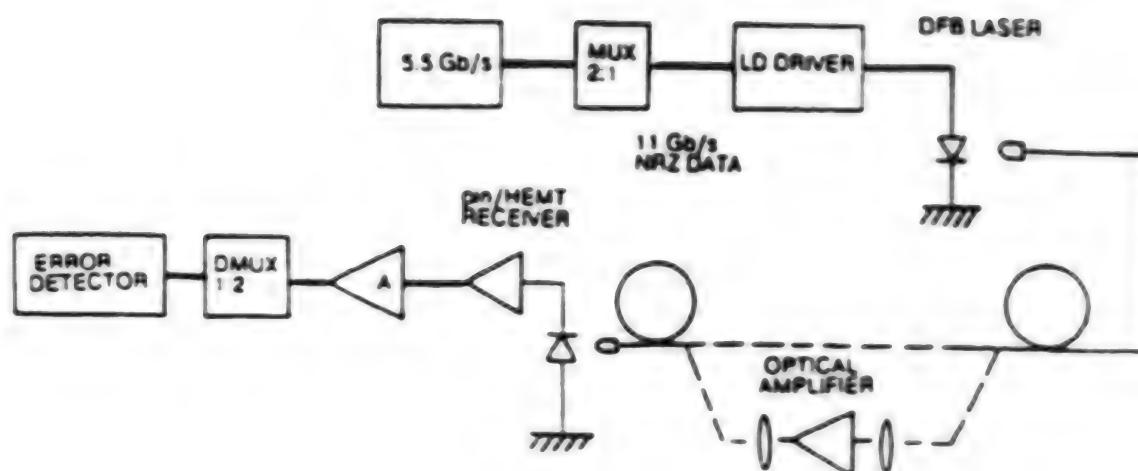 DFB LASER
5.5 Gb/s
MUX
2:1
LD DRIVER
11 Gb/s
NRZ DATA
pin/HEMT
RECEIVER
ERROR
DETECTOR
DMUX
1:2
A
OPTICAL
AMPLIFIER